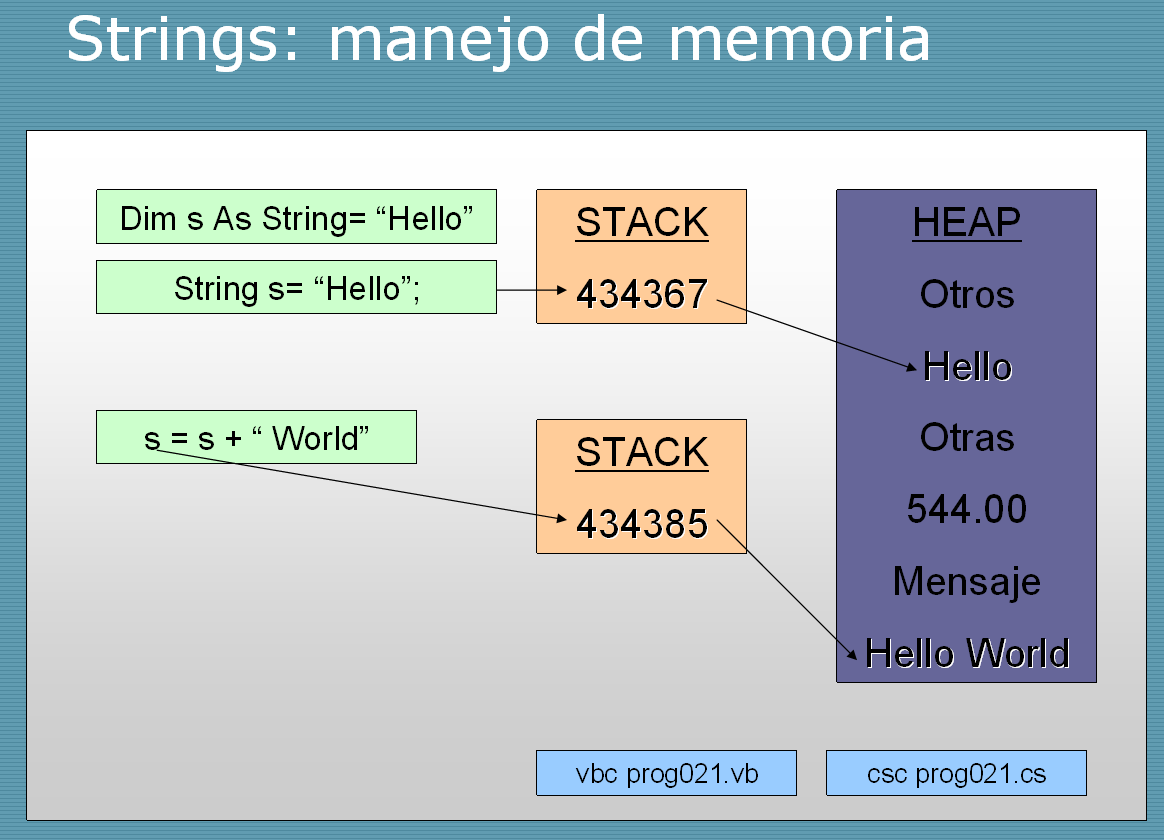 Strings: manejo de memoria
Dim s As String= “Hello”
String s= “Hello”;
STACK
434367
s = s + “ World”
STACK
434385
HEAP
Otros
Hello
Otras
544.00
Mensaje
Hello World
vbc prog021.vb
csc prog021.cs